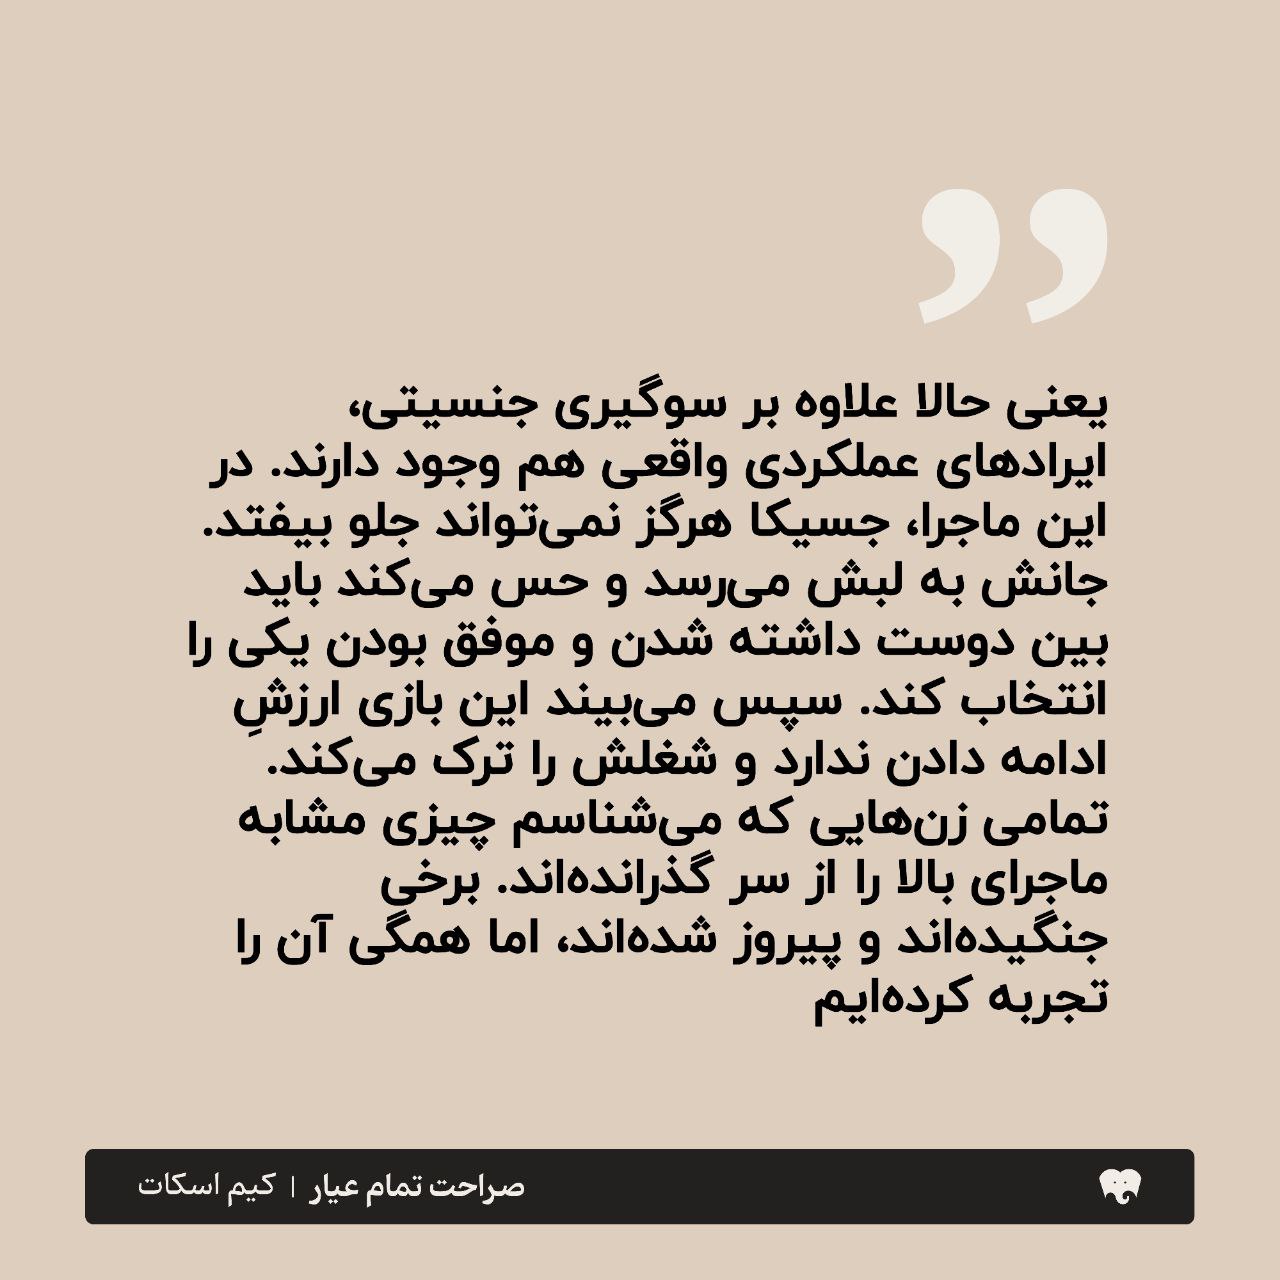 یعنی حالا علاوه بر سوگیری جنسیتی،
ایرادهای عملکردی واقعی هم وجود دارند. در
این ماجرا، جسیکا هرگز نمی‌تواند جلو بیفتد.
جانش به لبش می‌رسد و حس می‌کند باید
بین دوست داشته شدن و موفق بودن یکی را
انتخاب کند. سپس می‌بیند این بازی ارزشِ
ادامه دادن ندارد و شغلش را ترک می‌کند.
تمامی زن‌هایی که می‌شناسم چیزی مشابه
ماجرای بالا را از سر گذرانده‌اند. برخی
جنگیده‌اند و پیروز شده‌اند، اما همگی آن را
تجربه کرده‌ایم
صراحت تمام عیار | کیم اسکات